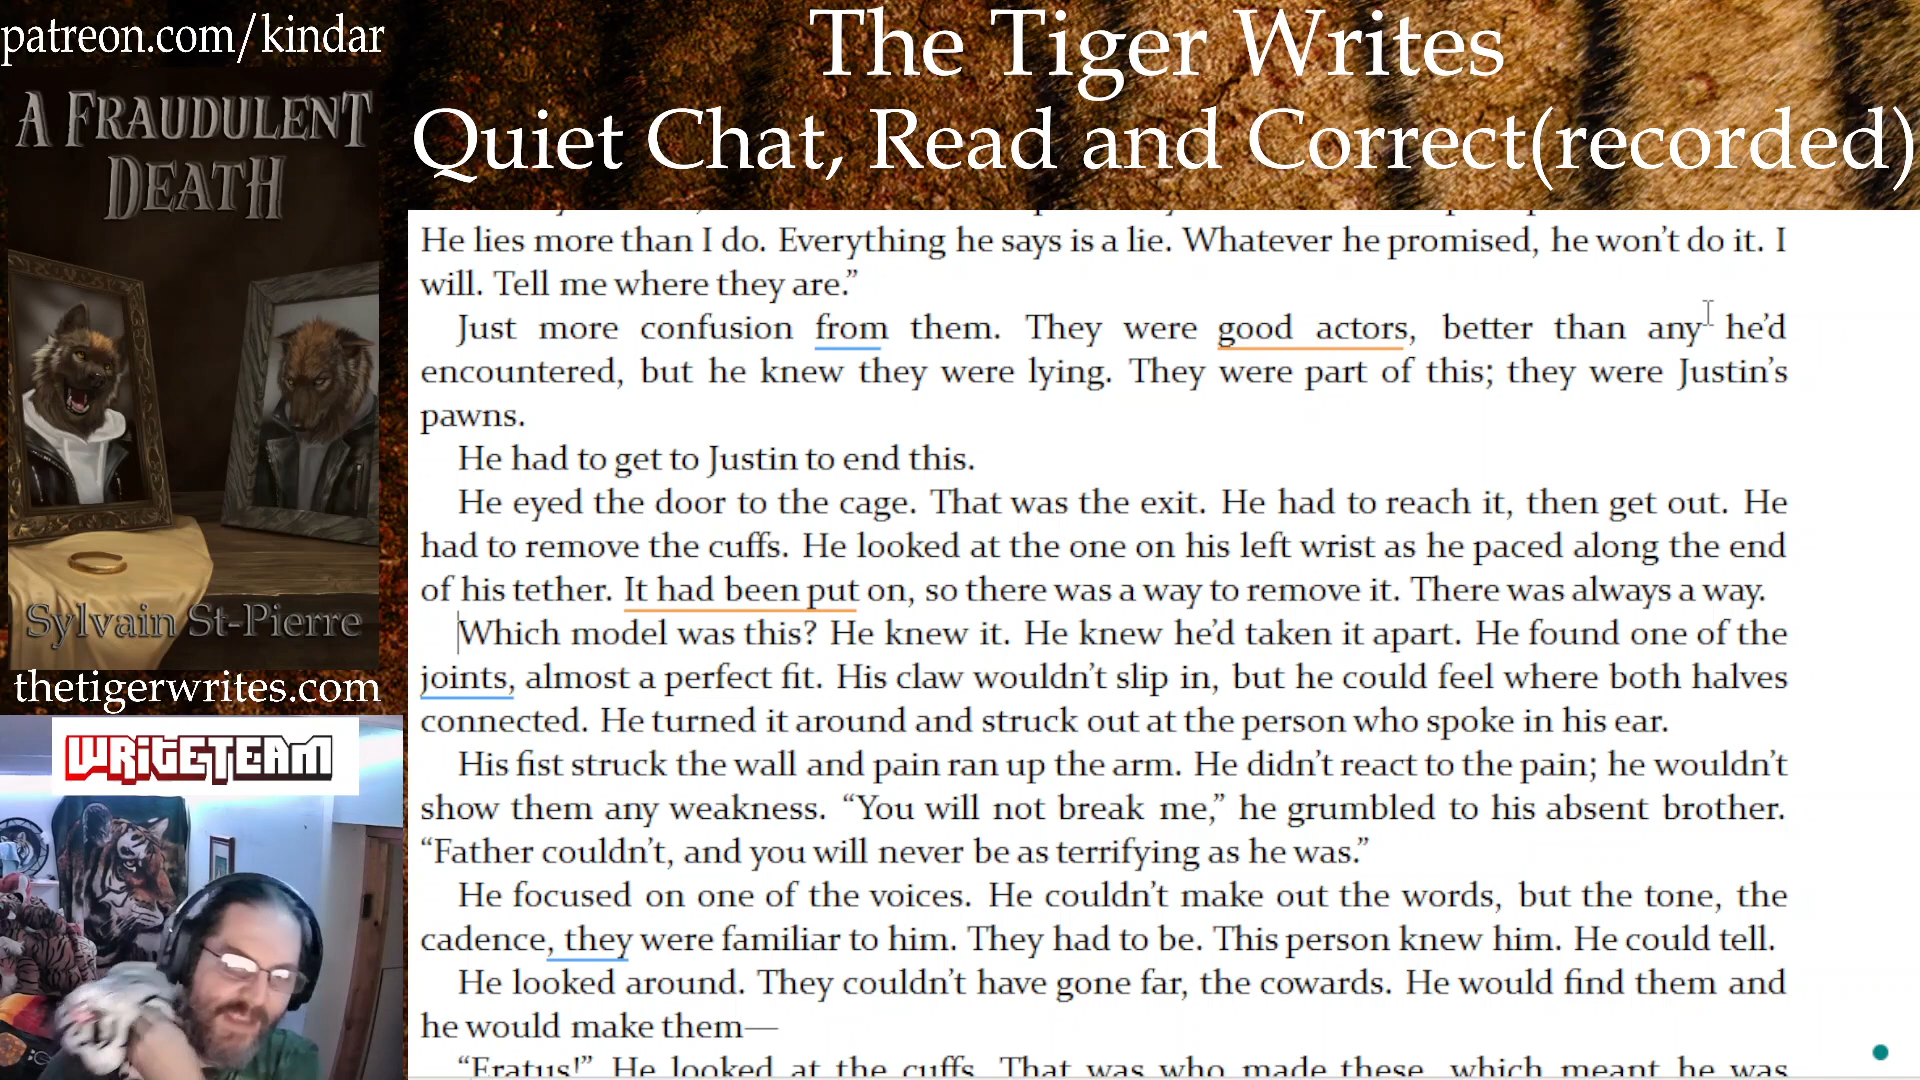 patreon.com/kindar
A FRAUDULENT
DEATH
Sylvain St-Pierre
thetigerwrites.com
WRiTETEAM
The Tiger Writes
Quiet Chat, Read and Correct(recorded)
He lies more than I do. Everything he says is a lie. Whatever he promised, he won’t do it. I
will. Tell me where they are.”
Just more confusion from them. They were good actors, better than any he’d
encountered, but he knew they were lying. They were part of this; they were Justin’s
pawns.
He had to get to Justin to end this.
He eyed the door to the cage. That was the exit. He had to reach it, then get out. He
had to remove the cuffs. He looked at the one on his left wrist as he paced along the end
of his tether. It had been put on, so there was a way to remove it. There was always a way.
Which model was this? He knew it. He knew he’d taken it apart. He found one of the
joints, almost a perfect fit. His claw wouldn’t slip in, but he could feel where both halves
connected. He turned it around and struck out at the person who spoke in his ear.
His fist struck the wall and pain ran up the arm. He didn’t react to the pain; he wouldn’t
show them any weakness. “You will not break me,” he grumbled to his absent brother.
“Father couldn’t, and you will never be as terrifying as he was.”
He focused on one of the voices. He couldn’t make out the words, but the tone, the
cadence, they were familiar to him. They had to be. This person knew him. He could tell.
He looked around. They couldn’t have gone far, the cowards. He would find them and
he would make them—
“Fratus!” He looked at the cuffs. That was who made these, which meant he was